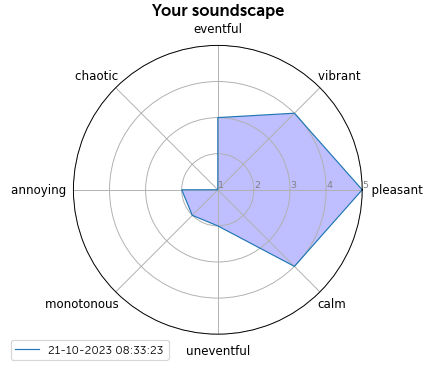 Your soundscape
eventful
chaotic
vibrant
annoying
1
2
3
4
5
pleasant
monotonous
calm
uneventful
21-10-2023 08:33:23